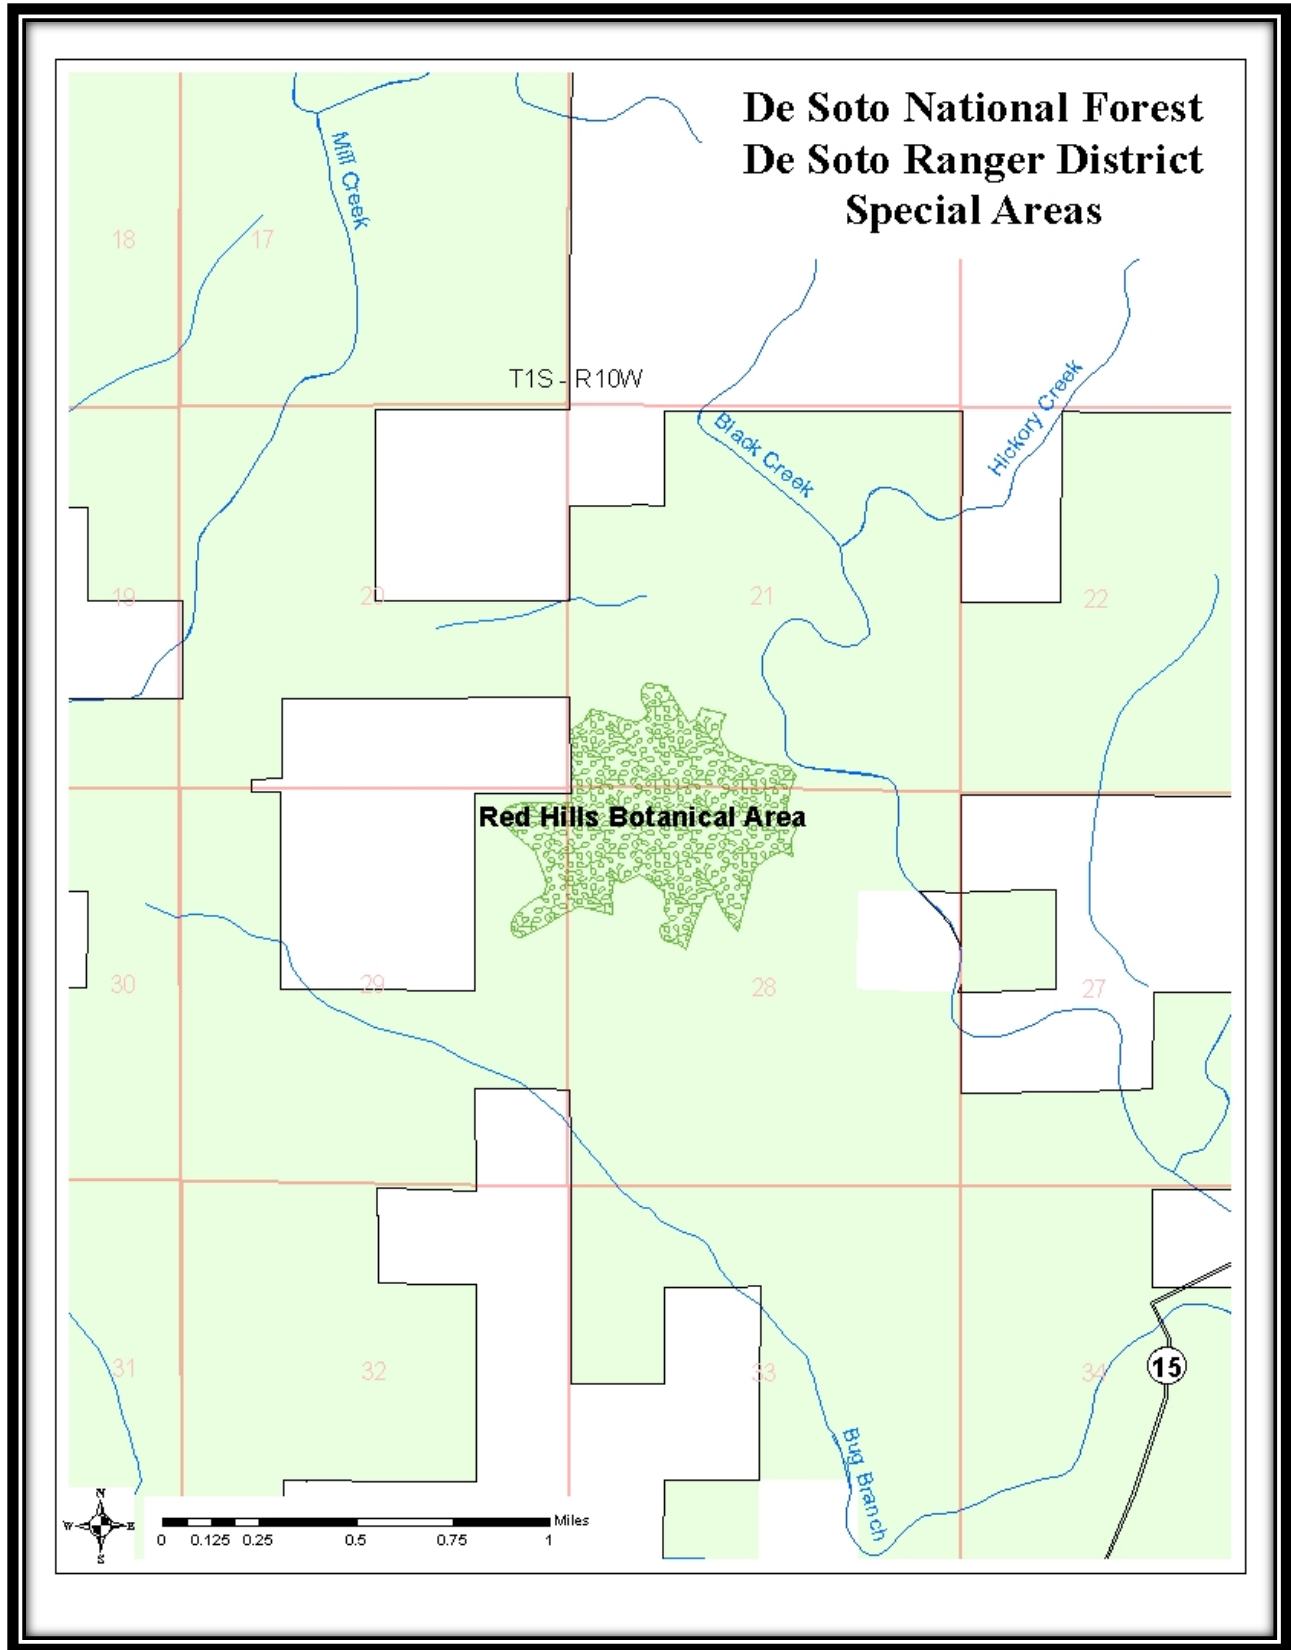 De Soto National Forest
De Soto Ranger District
Special Areas
Mill Creek
18
17
T1S - R10W
Black Creek
Hickory Creek
19
20
21
22
Red Hills Botanical Area
30
29
28
27
31
32
33
34
15
Bug Branch
N
W E
S
0 0.125 0.25 0.5 0.75 1 Miles